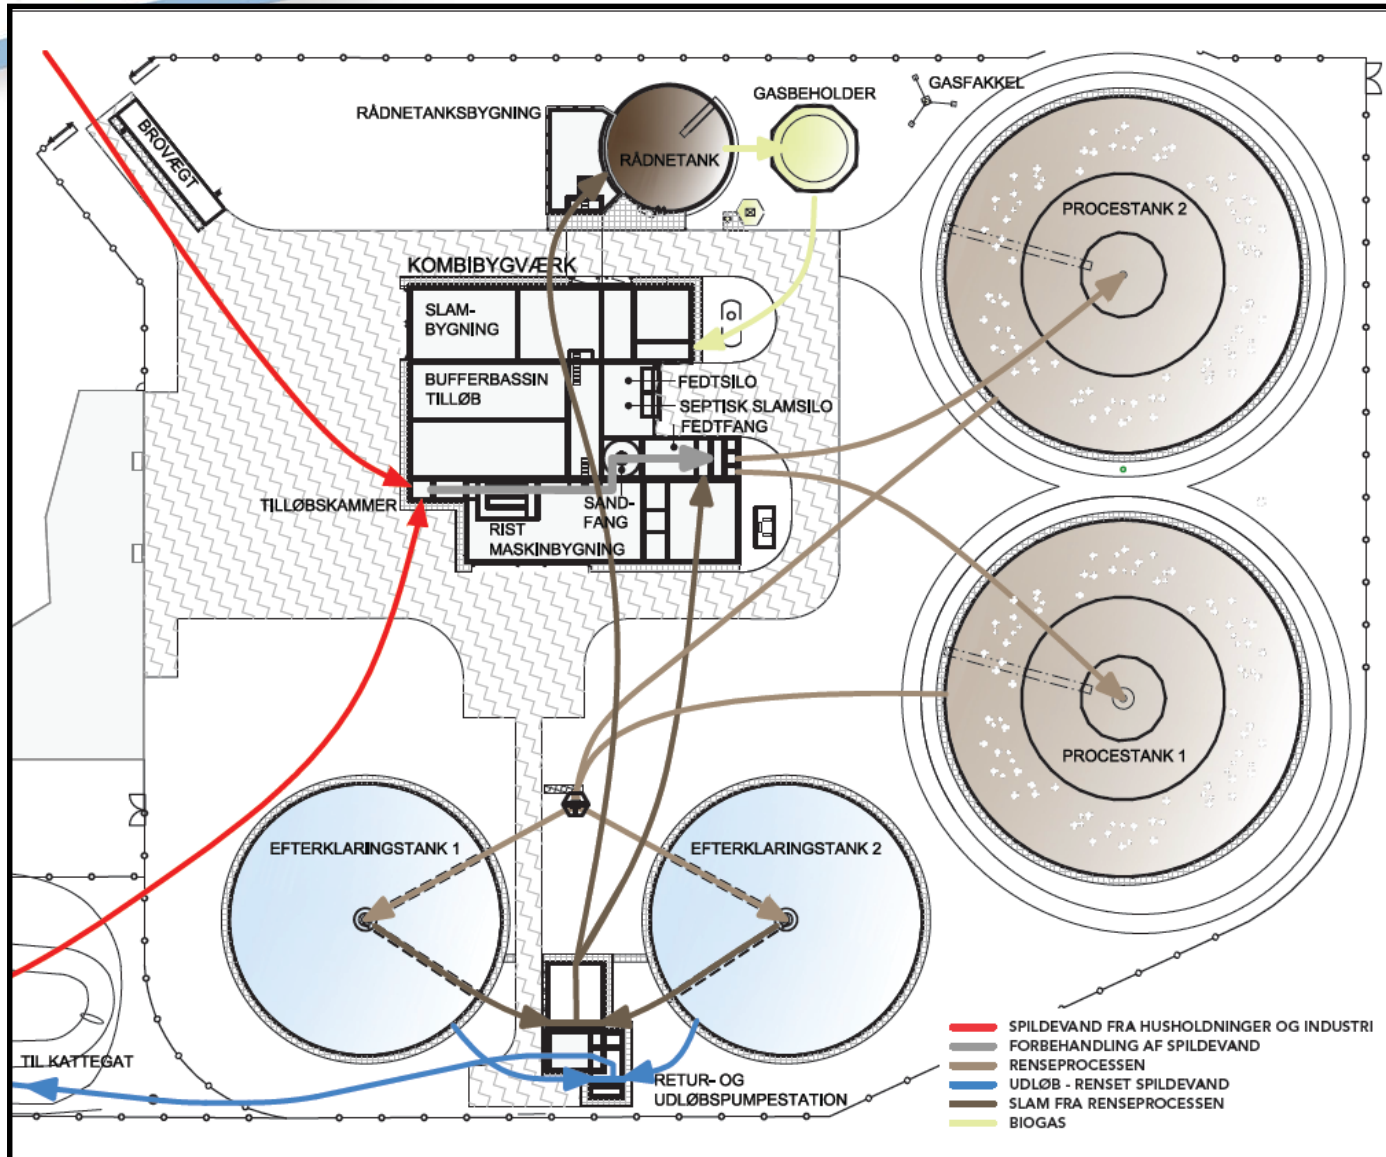 GASFAKKEL
GASBEHOLDER
RÅDNETANKSBYGNING
BROVÆGT
RÅDNETANK
PROCESTANK 2
KOMBIBYGVÆRK
SLAM-
BYGNING
BUFFERBASSIN
TILLØB
FEDTSILO
SEPTISK SLAMSILO
FEDTFANG
TILLØBSKAMMER
SAND-
FANG
RIST
MASKINBYGNING
PROCESTANK 1
EFTERKLARINGSTANK 1
EFTERKLARINGSTANK 2
TIL KATTEGAT
RETUR- OG
UDLØBSPUMPESTATION
SPILDEVAND FRA HUSHOLDNINGER OG INDUSTRI
FORBEHANDLING AF SPILDEVAND
RENSEPROCESSEN
UDLØB - RENSET SPILDEVAND
SLAM FRA RENSEPROCESSEN
BIOGAS